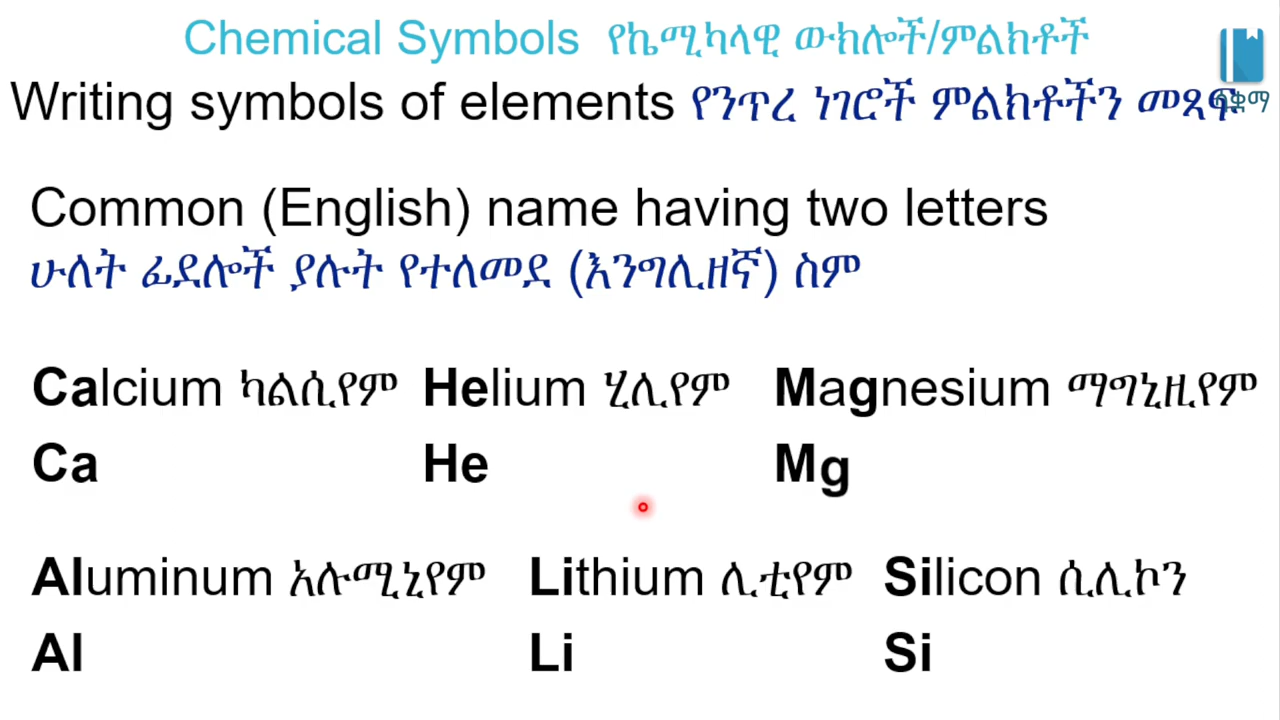 Chemical Symbols የኬሚካላዊ ውክሎች/ምልክቶች
Writing symbols of elements የንጥረ ነገሮች ምልክቶችን መጻፍ
Common (English) name having two letters
ሁለት ፊደሎች ያሉት የተለመደ (እንግሊዘኛ) ስም
Calcium ካልሲየም Helium ሂሊየም Magnesium ማግኒዚየም
Ca He Mg
Aluminum አሉሚኒየም Lithium ሊቲየም Silicon ሲሊኮን
Al Li Si